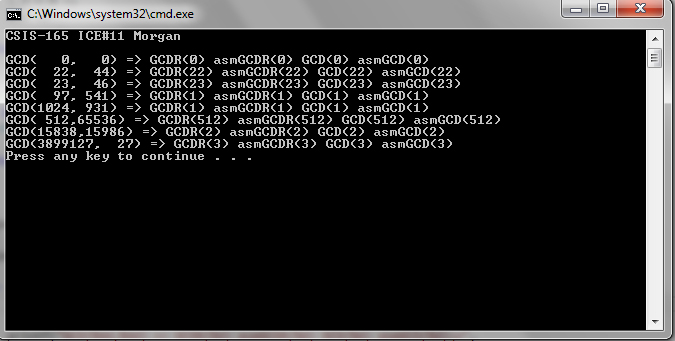 C:\Windows\system32\cmd.exe
CSIS-165 ICE#11 Morgan
GCD(   0,   0) => GCDR(0) asmGCDR(0) GCD(0) asmGCD(0)
GCD(  22,  44) => GCDR(22) asmGCDR(22) GCD(22) asmGCD(22)
GCD(  23,  46) => GCDR(23) asmGCDR(23) GCD(23) asmGCD(23)
GCD(  97, 541) => GCDR(1) asmGCDR(1) GCD(1) asmGCD(1)
GCD(1024, 931) => GCDR(1) asmGCDR(1) GCD(1) asmGCD(1)
GCD( 512,65536) => GCDR(512) asmGCDR(512) GCD(512) asmGCD(512)
GCD(15838,15986) => GCDR(2) asmGCDR(2) GCD(2) asmGCD(2)
GCD(3899127,  27) => GCDR(3) asmGCDR(3) GCD(3) asmGCD(3)
Press any key to continue . . .